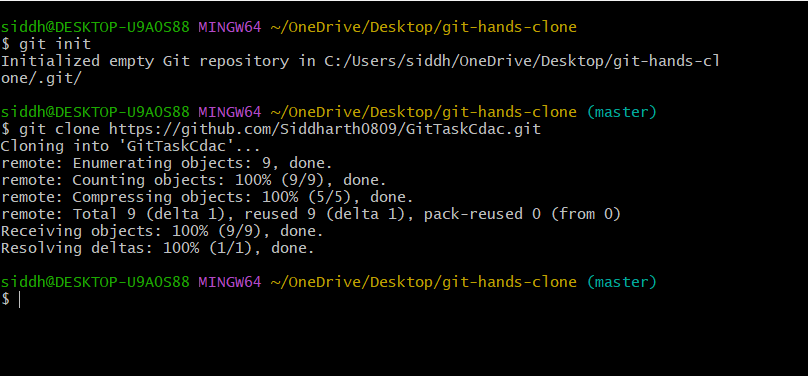 siddh@DESKTOP-U9A0S88 MINGW64 ~/OneDrive/Desktop/git-hands-clone
$ git init
Initialized empty Git repository in C:/Users/siddh/OneDrive/Desktop/git-hands-cl
one/.git/
siddh@DESKTOP-U9A0S88 MINGW64 ~/OneDrive/Desktop/git-hands-clone (master)
$ git clone https://github.com/Siddharth0809/GitTaskCdac.git
Cloning into 'GitTaskCdac'...
remote: Enumerating objects: 9, done.
remote: Counting objects: 100% (9/9), done.
remote: Compressing objects: 100% (5/5), done.
remote: Total 9 (delta 1), reused 9 (delta 1), pack-reused 0 (from 0)
Receiving objects: 100% (9/9), done.
Resolving deltas: 100% (1/1), done.
siddh@DESKTOP-U9A0S88 MINGW64 ~/OneDrive/Desktop/git-hands-clone (master)
$